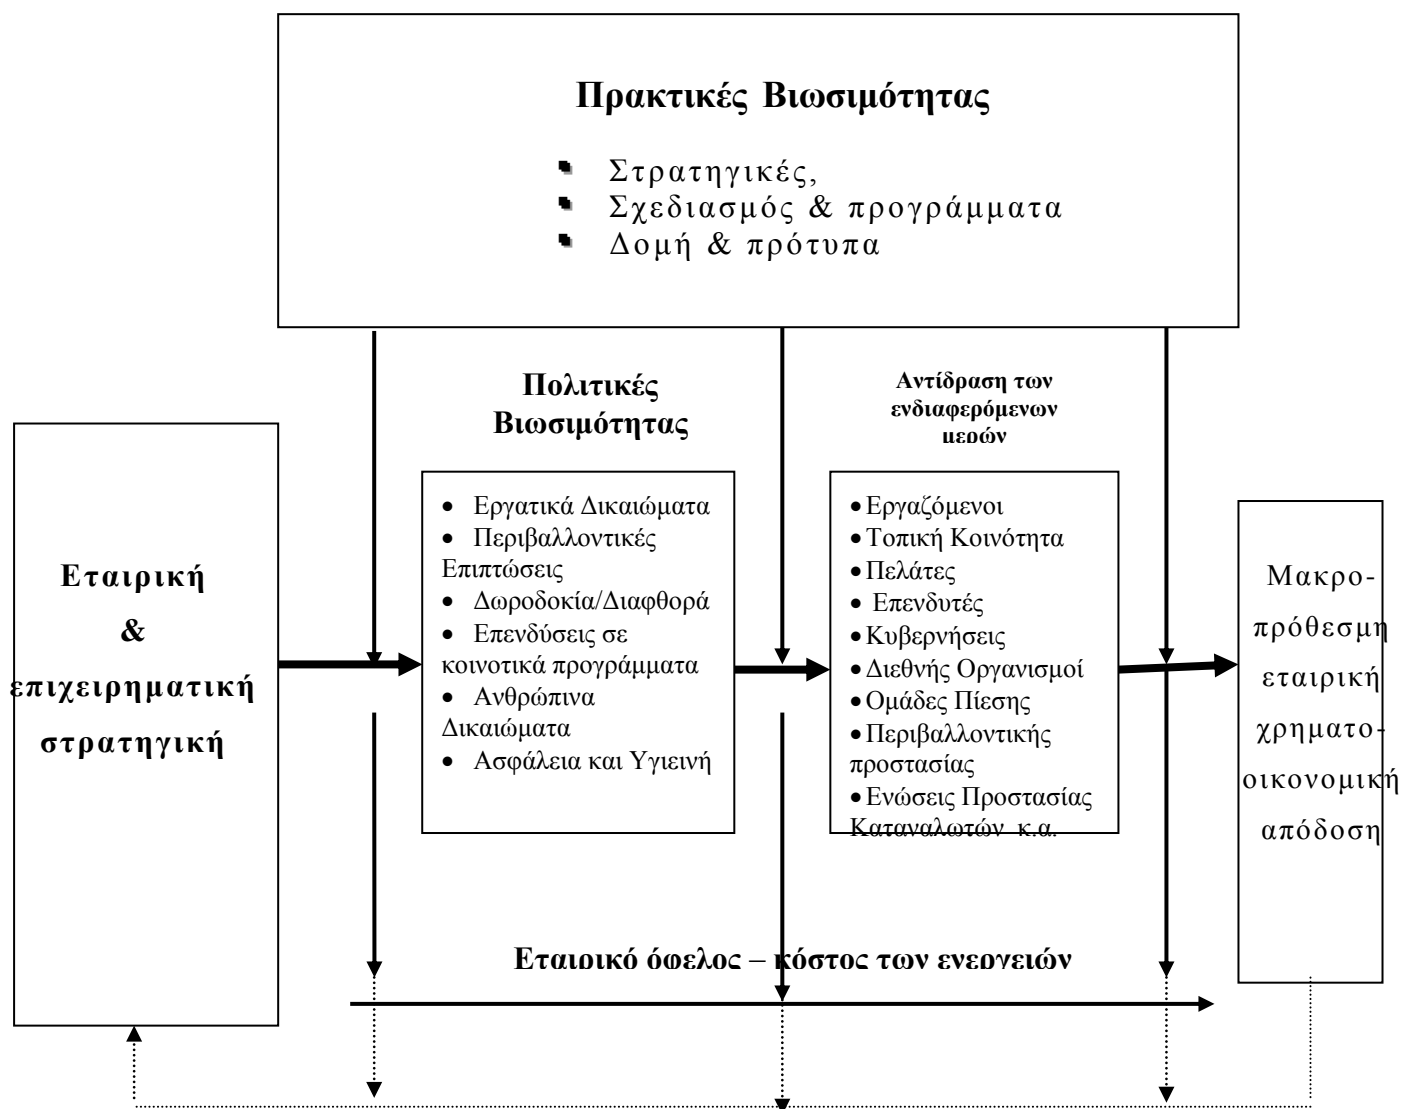 Πρακτικές Βιωσιμότητας
Στρατηγικές,
Σχεδιασμός & προγράμματα
Δομή & πρότυπα
Πολιτικές
Βιωσιμότητας
Αντίδραση των
ενδιαφερόμενων
μερών
Εταιρική
&
επιχειρηματική
στρατηγική
• Εργατικά Δικαιώματα
• Περιβαλλοντικές
Επιπτώσεις
• Δωροδοκία/Διαφθορά
• Επενδύσεις σε
κοινοτικά προγράμματα
• Ανθρώπινα
Δικαιώματα
• Ασφάλεια και Υγιεινή
• Εργαζόμενοι
• Τοπική Κοινότητα
• Πελάτες
• Επενδυτές
• Κυβερνήσεις
• Διεθνής Οργανισμοί
• Ομάδες Πίεσης
• Περιβαλλοντικής
προστασίας
• Ενώσεις Προστασίας
Καταναλωτών κ.α.
Μακρο-
πρόθεσμη
εταιρική
χρηματο-
οικονομική
απόδοση
Εταιρικό όφελος – κόστος των ενεργειών